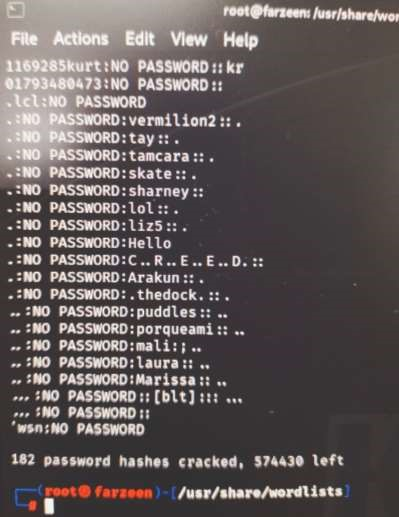 root@farzeen: /usr/share/wor
File Actions Edit View Help
1169285kurt:NO PASSWORD::kr
01793480473:NO PASSWORD::
.lcl:NO PASSWORD
.:NO PASSWORD:vermilion2::.
.:NO PASSWORD:tay::.
.:NO PASSWORD:tamcara::.
.:NO PASSWORD:skate::.
.:NO PASSWORD:sharney::
.:NO PASSWORD:lol::.
.:NO PASSWORD:liz5::.
.:NO PASSWORD:Hello
.:NO PASSWORD:C..R..E..E.D.::
.:NO PASSWORD:Arakun::.
.:NO PASSWORD:.thedock.::.
..:NO PASSWORD:puddles::..
..:NO PASSWORD:porqueami::..
..:NO PASSWORD:mali:;..
..:NO PASSWORD:laura::..
..:NO PASSWORD:Marissa::..
...:NO PASSWORD::[blt]:::...
...:NO PASSWORD::
'wsn:NO PASSWORD
182 password hashes cracked, 574430 left
(root@farzeen)-[/usr/share/wordlists]
#